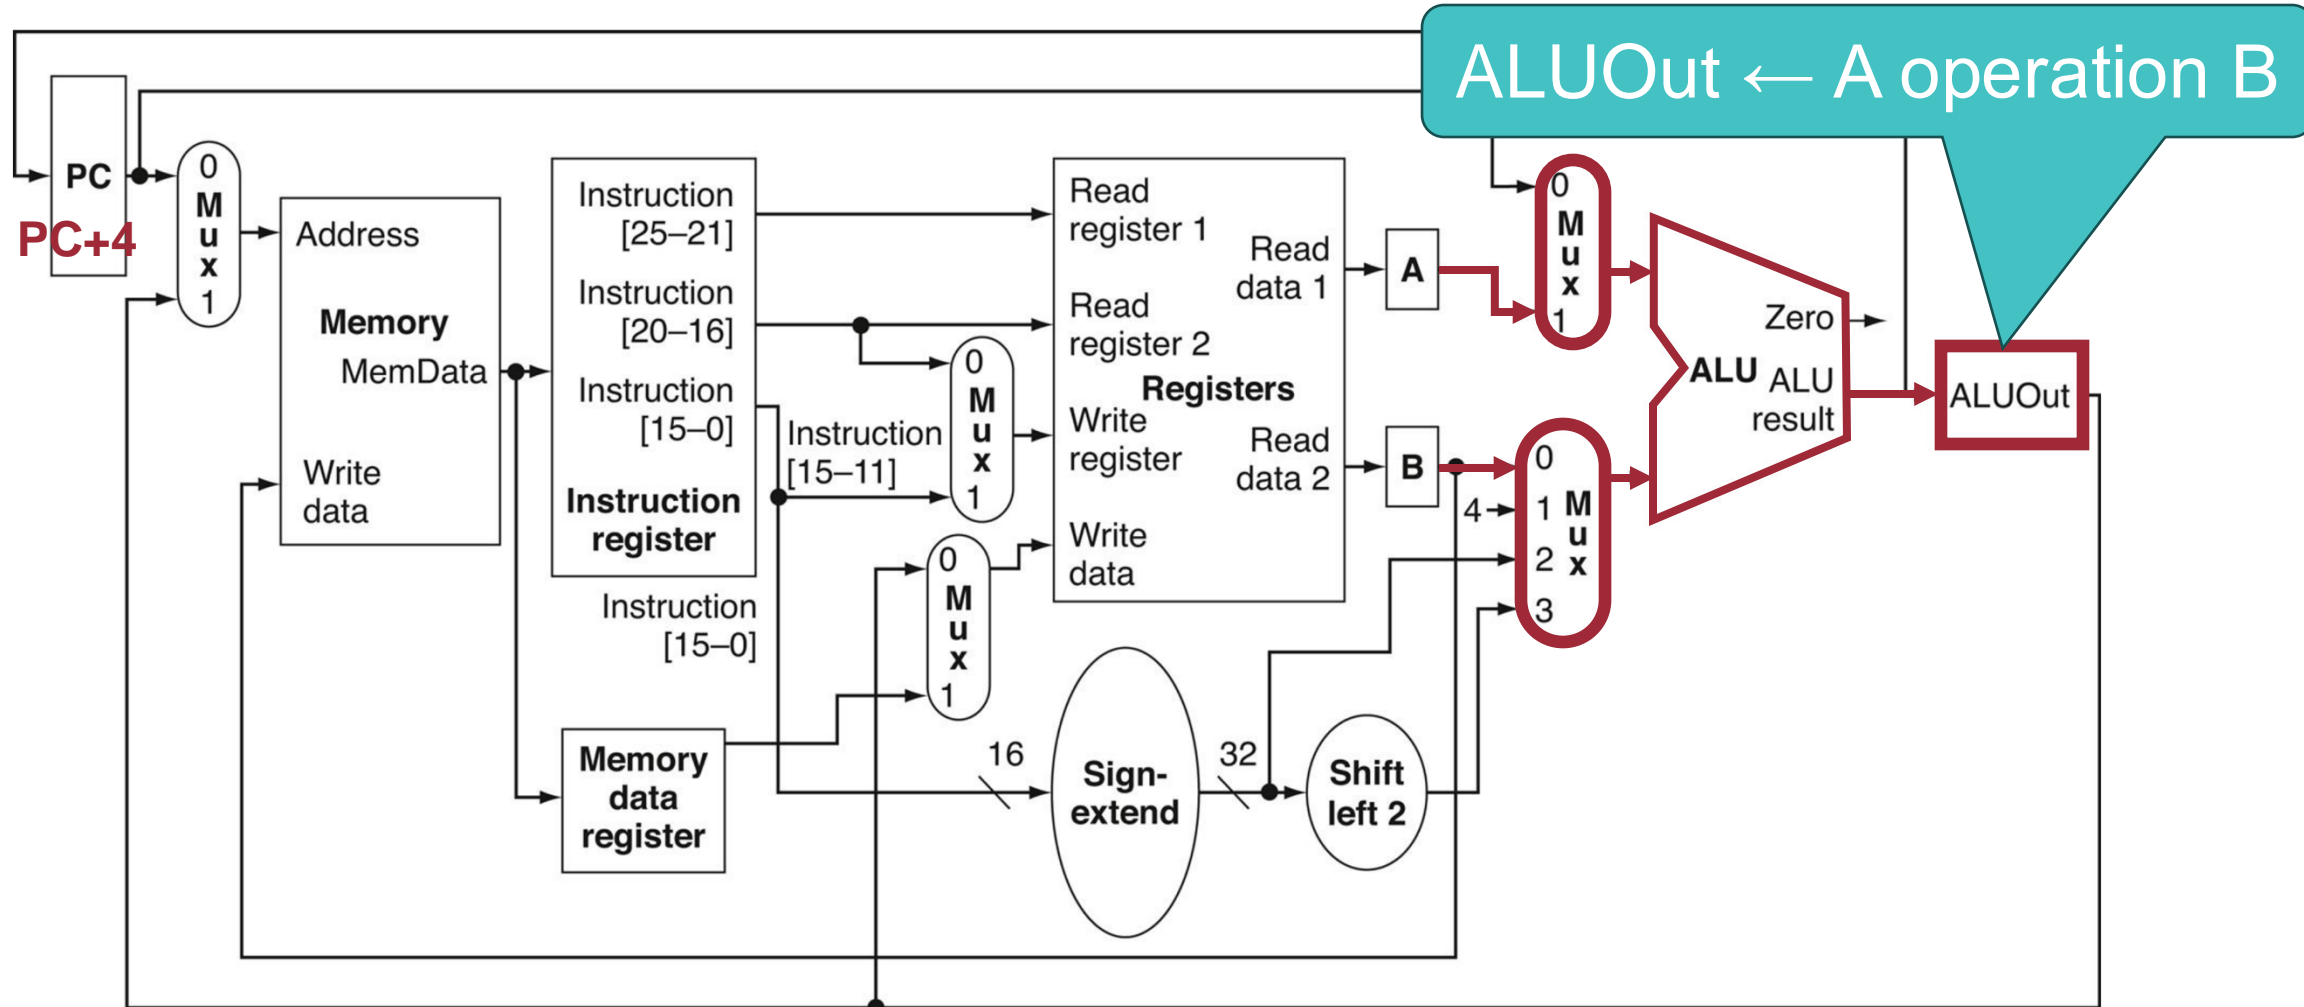 ALUOut ← A operation B
PC
PC+4
0
M
u
x
1
Address
Memory
MemData
Write
data
Instruction
[25–21]
Instruction
[20–16]
Instruction
[15–0]
Instruction
register
Instruction
[15–0]
Memory
data
register
Instruction
[15–11]
0
M
u
x
1
0
M
u
x
1
Read
register 1
Read
register 2
Registers
Write
register
Write
data
Read
data 1
Read
data 2
16
Sign-
extend
32
Shift
left 2
A
B
4
0
M
u
x
1
0
1
M
u
x
2
3
Zero
ALU
ALU
result
ALUOut